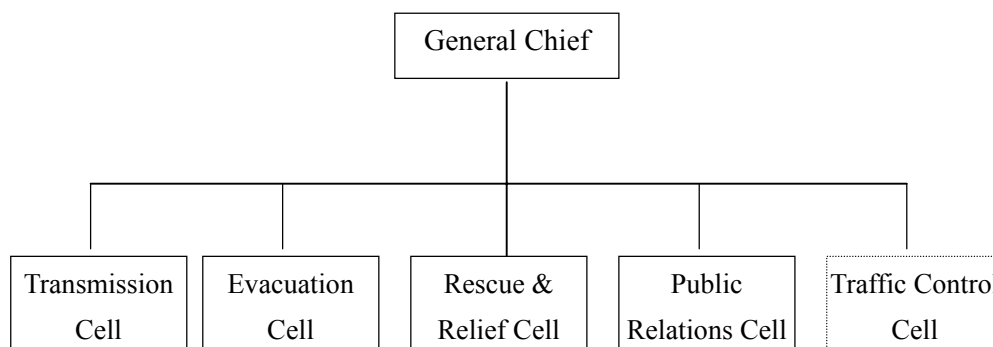 General Chief
Transmission
Cell
Evacuation
Cell
Rescue &
Relief Cell
Public
Relations Cell
Traffic Control
Cell